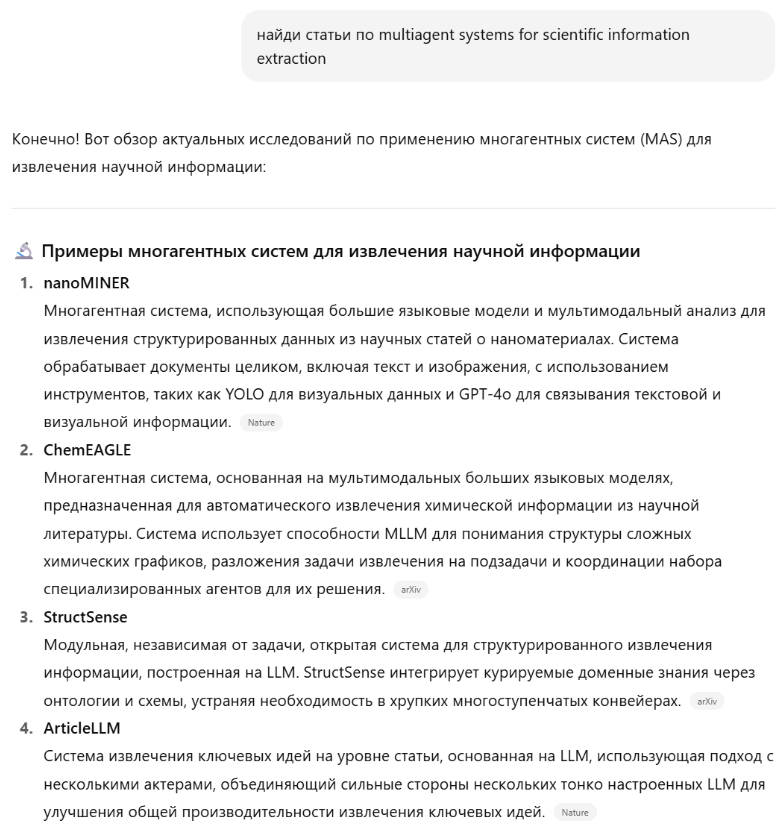 найди статьи по multiagent systems for scientific information
extraction
Конечно! Вот обзор актуальных исследований по применению многагентных систем (MAS) для
извлечения научной информации:
Примеры многагентных систем для извлечения научной информации
1. nanoMINER
Многагентная система, использующая большие языковые модели и мультимодальный анализ для
извлечения структурированных данных из научных статей о наноматериалах. Система
обрабатывает документы целиком, включая текст и изображения, с использованием
инструментов, таких как YOLO для визуальных данных и GPT-4o для связывания текстовой и
визуальной информации. Nature
2. ChemEAGLE
Многагентная система, основанная на мультимодальных больших языковых моделях,
предназначенная для автоматического извлечения химической информации из научной
литературы. Система использует способности MLLM для понимания структуры сложных
химических графиков, разложения задачи извлечения на подзадачи и координации набора
специализированных агентов для их решения. arXiv
3. StructSense
Модульная, независимая от задачи, открытая система для структурированного извлечения
информации, построенная на LLM. StructSense интегрирует курируемые доменные знания через
онтологии и схемы, устраняя необходимость в хрупких многоступенчатых конвейерах. arXiv
4. ArticleLLM
Система извлечения ключевых идей на уровне статьи, основанная на LLM, использующая подход с
несколькими актерами, объединяющий сильные стороны нескольких тонко настроенных LLM для
улучшения общей производительности извлечения ключевых идей. Nature